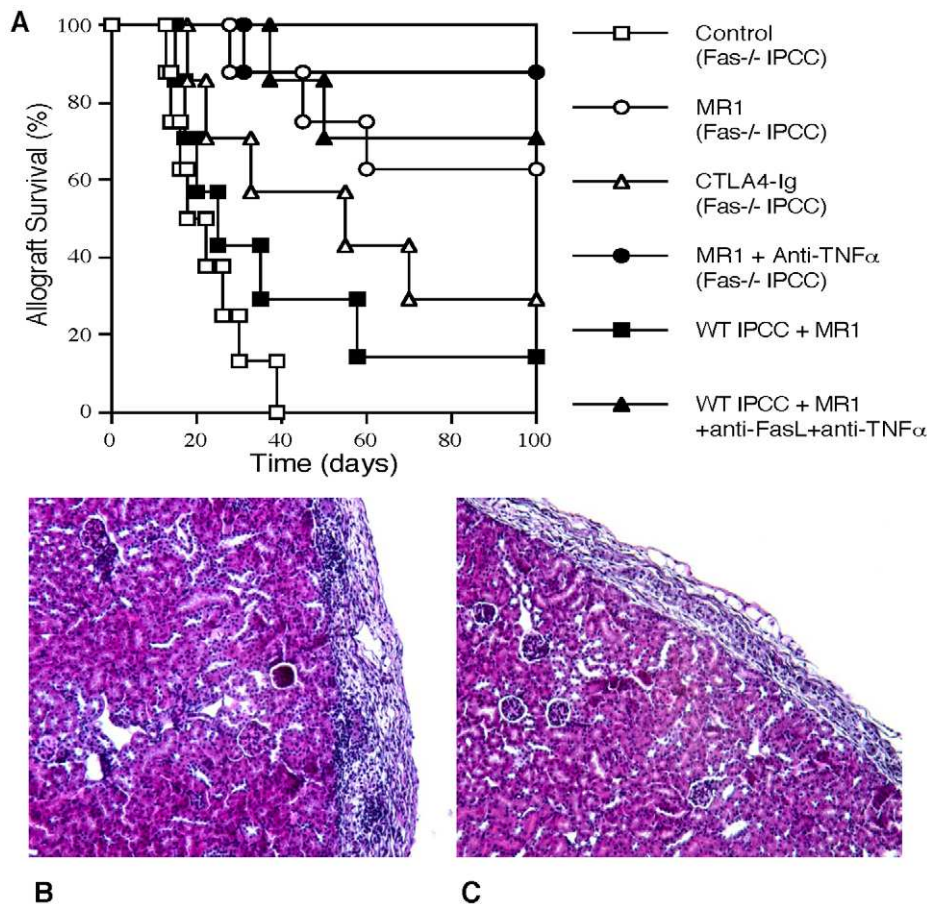 A
100
80
60
40
20
0
Allograft Survival (%)
0 20 40 60 80 100
Time (days)
Control
(Fas-/- IPCC)
MR1
(Fas-/- IPCC)
CTLA4-Ig
(Fas-/- IPCC)
MR1 + Anti-TNFα
(Fas-/- IPCC)
WT IPCC + MR1
WT IPCC + MR1
+anti-FasL+anti-TNFα
B
C